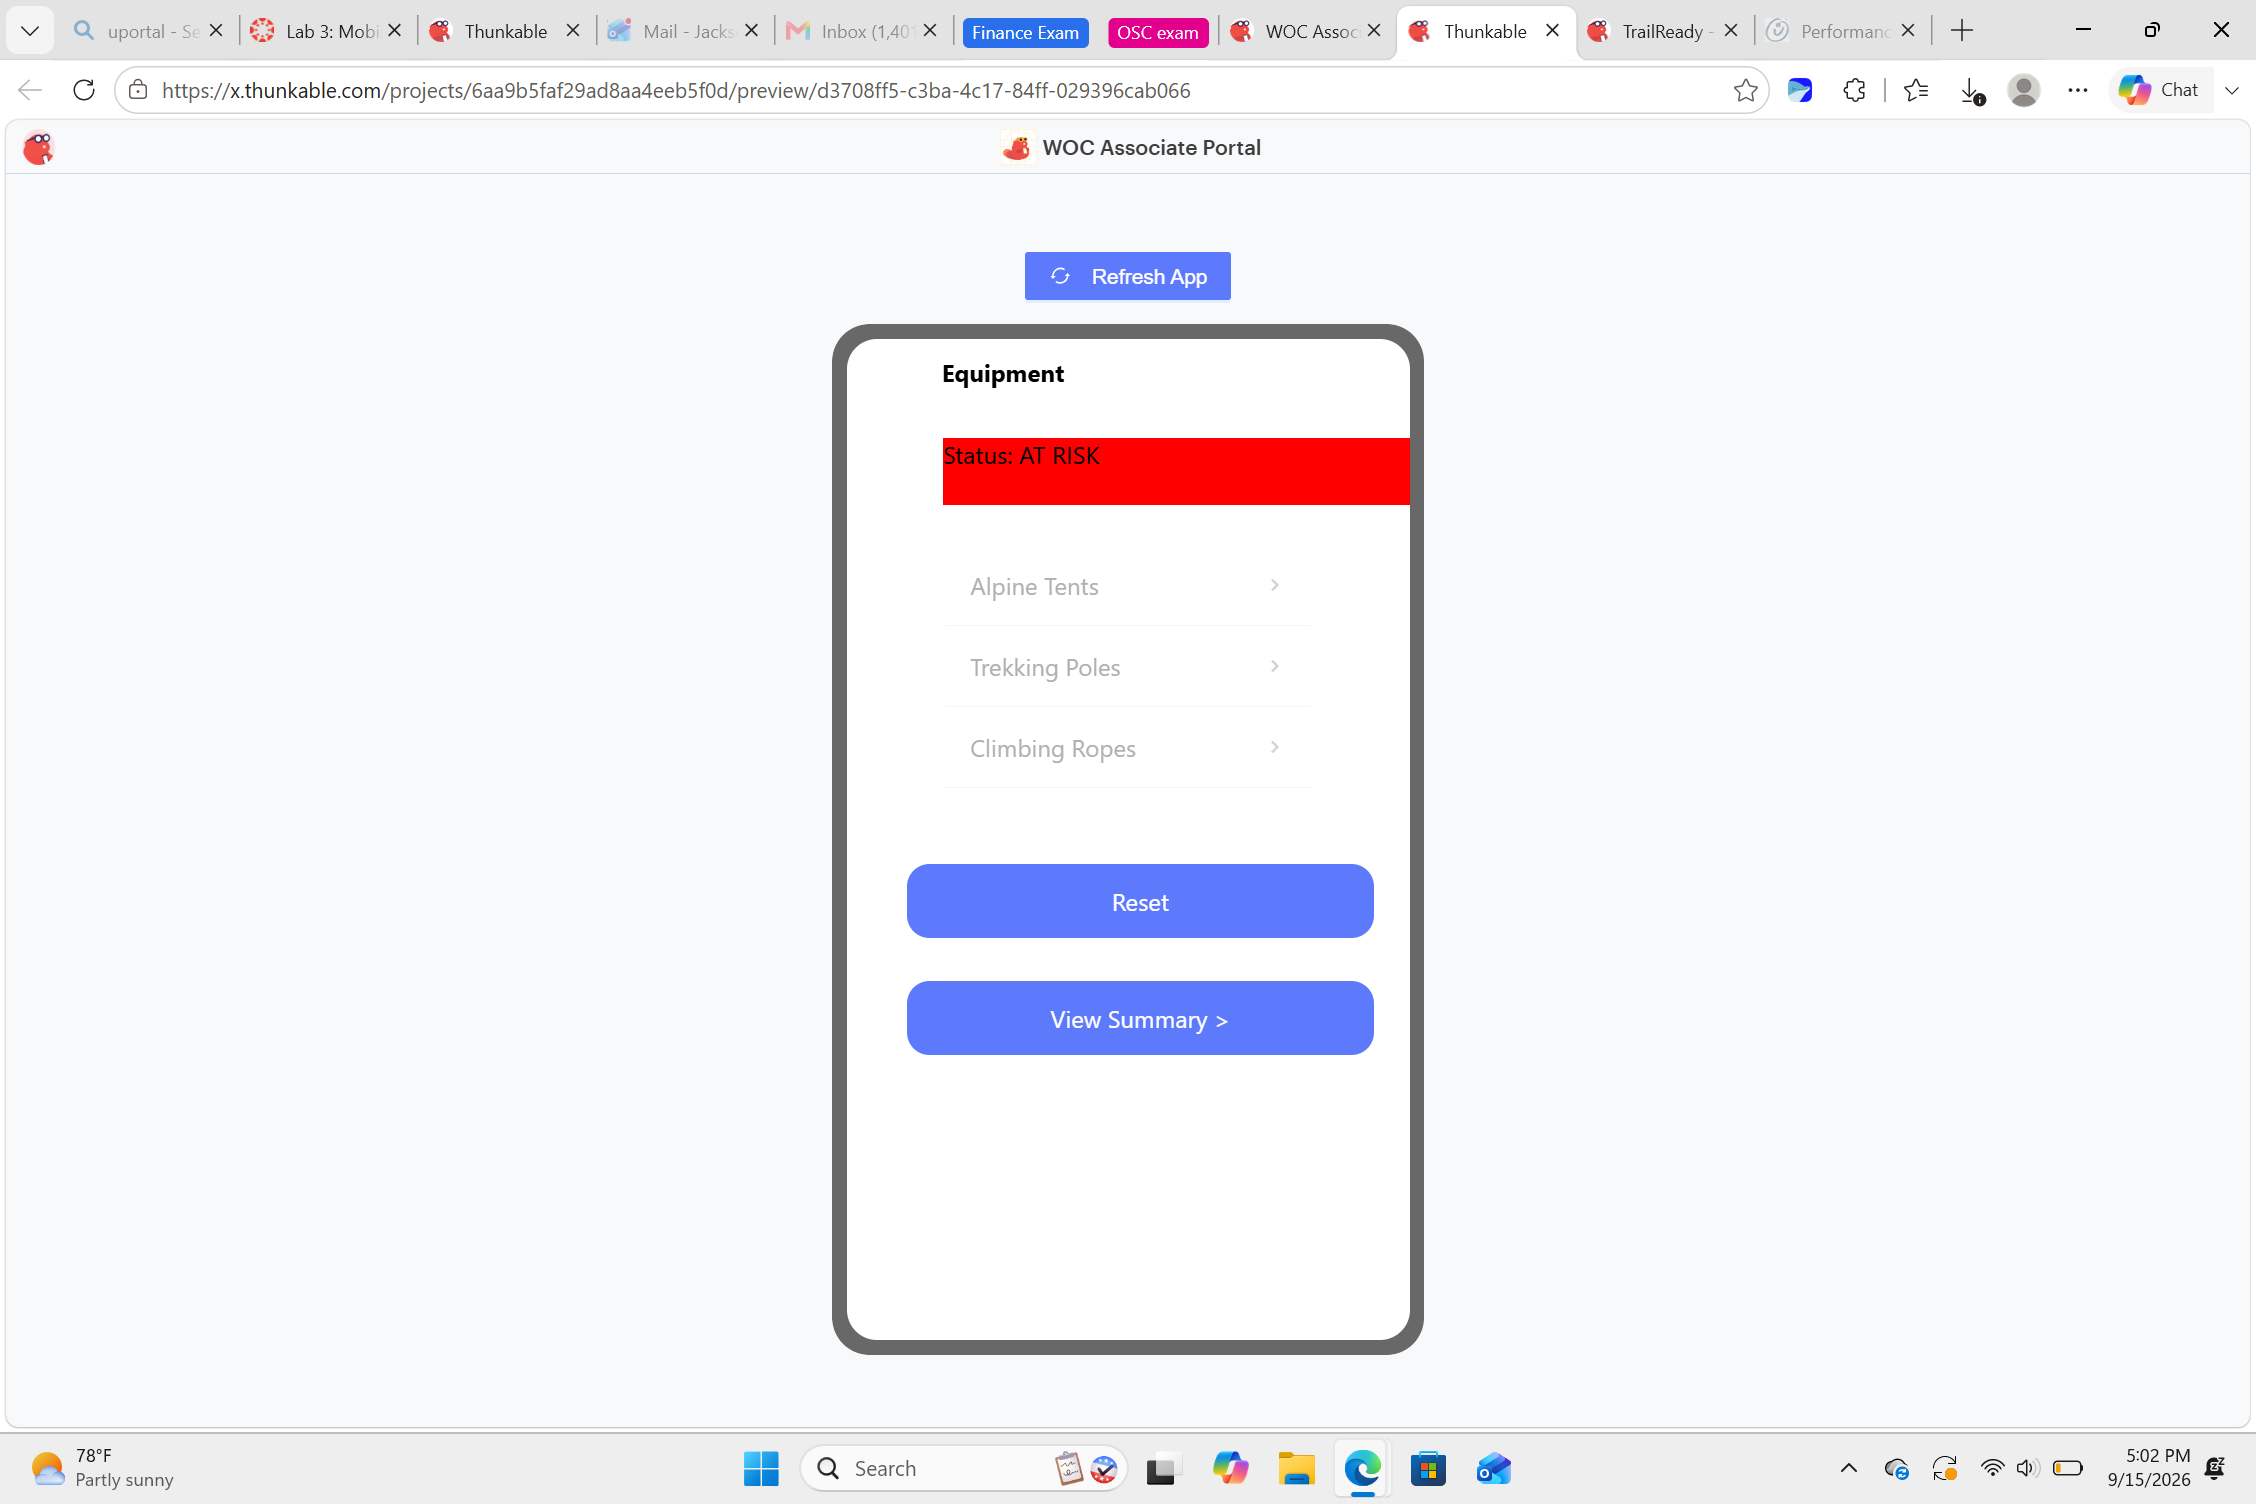 uportal - Se
Lab 3: Mobi
Thunkable
Mail - Jacks
Inbox (1,401
Finance Exam
OSC exam
WOC Assoc
Thunkable
TrailReady -
Performanc
https://x.thunkable.com/projects/6aa9b5faf29ad8aa4eeb5f0d/preview/d3708ff5-c3ba-4c17-84ff-029396cab066
Chat
WOC Associate Portal
Refresh App
Equipment
Status: AT RISK
Alpine Tents
Trekking Poles
Climbing Ropes
Reset
View Summary >
78°F
Partly sunny
Search
5:02 PM
9/15/2026